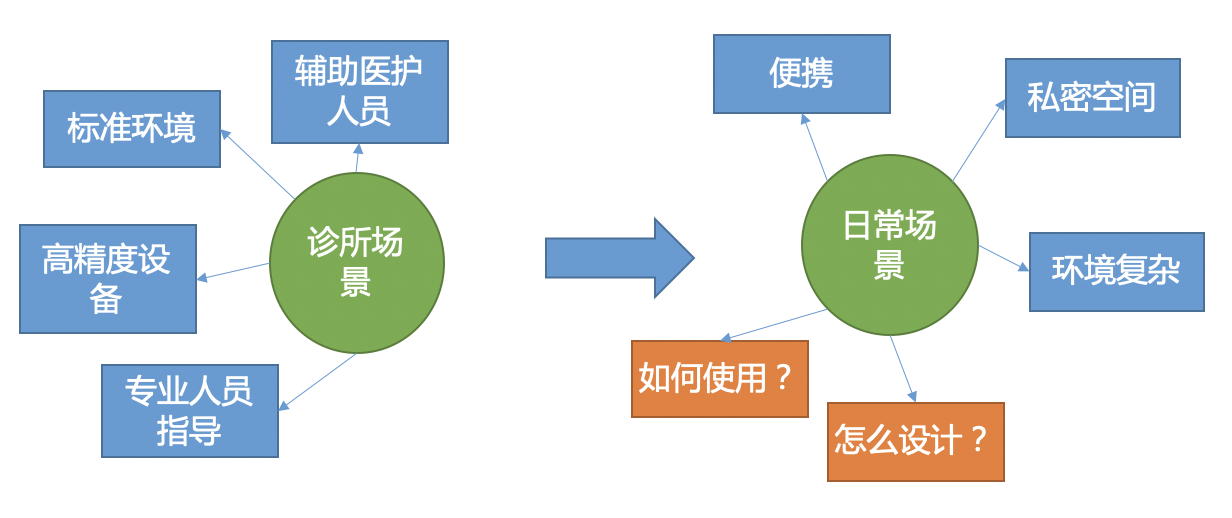 辅助医护
人员
标准环境
诊所场
景
高精度设
备
专业人员
指导
便携
私密空间
日常场
景
环境复杂
如何使用？
怎么设计？